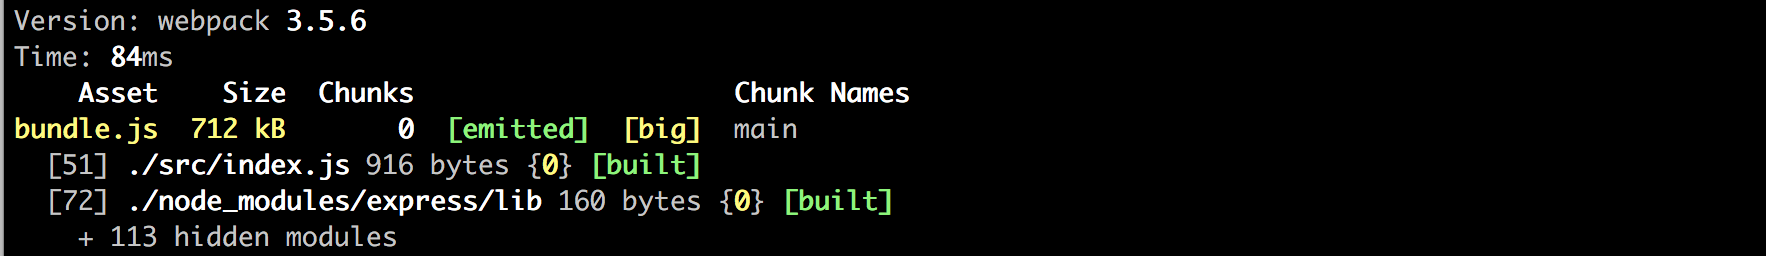 Version: webpack 3.5.6
Time: 84ms
    Asset    Size  Chunks                    Chunk Names
bundle.js  712 kB       0  [emitted]  [big]  main
  [51] ./src/index.js 916 bytes {0} [built]
  [72] ./node_modules/express/lib 160 bytes {0} [built]
    + 113 hidden modules